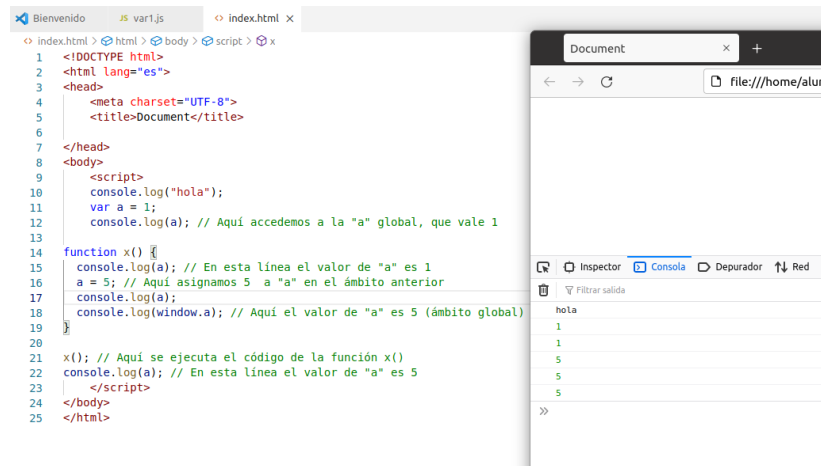 Bienvenido
JS var1.js
<> index.html ×
<> index.html > html > body > script > x
1 <!DOCTYPE html>
2 <html lang="es">
3 <head>
4     <meta charset="UTF-8">
5     <title>Document</title>
6
7 </head>
8 <body>
9     <script>
10     console.log("hola");
11     var a = 1;
12     console.log(a); // Aquí accedemos a la "a" global, que vale 1
13
14 function x() {
15   console.log(a); // En esta línea el valor de "a" es 1
16   a = 5; // Aquí asignamos 5  a "a" en el ámbito anterior
17   console.log(a);
18   console.log(window.a); // Aquí el valor de "a" es 5 (ámbito global)
19 }
20
21 x(); // Aquí se ejecuta el código de la función x()
22 console.log(a); // En esta línea el valor de "a" es 5
23     </script>
24 </body>
25 </html>
Document × +
file:///home/alum
Inspector Consola Depurador Red
Filtrar salida
hola
1
1
5
5
5